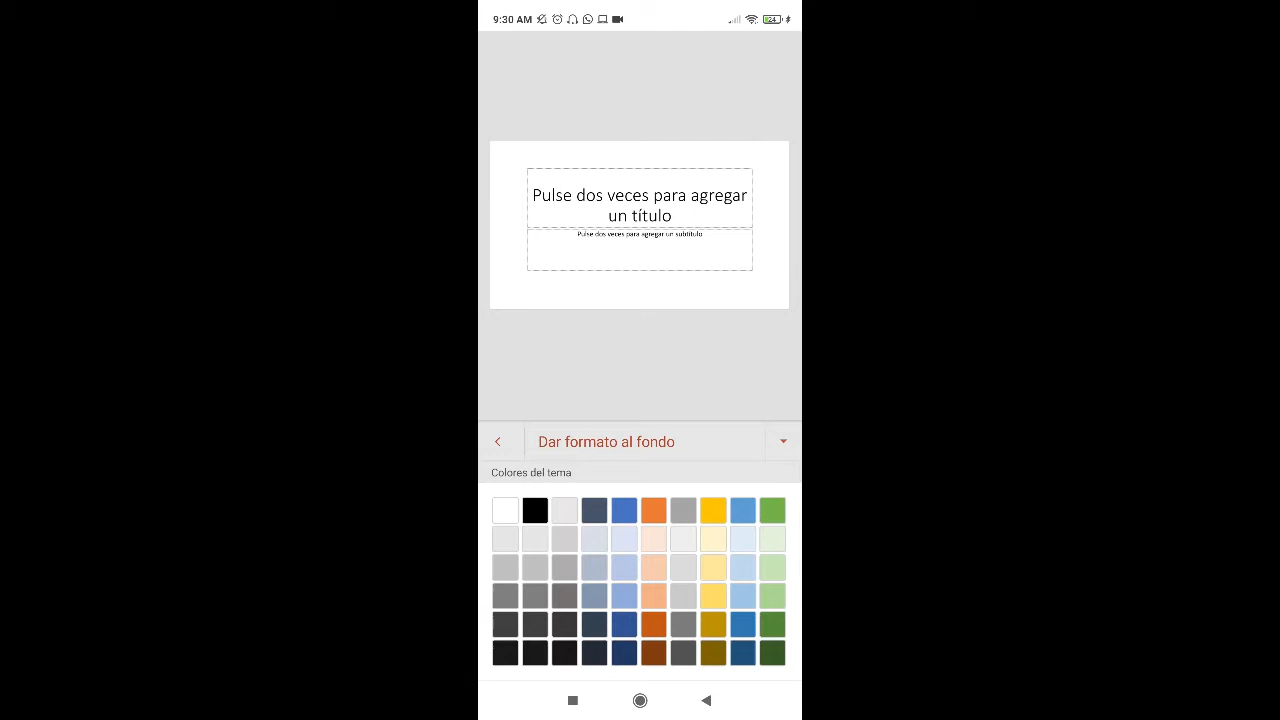 9:30 AM
24
Pulse dos veces para agregar
un título
Pulse dos veces para agregar un subtítulo
Dar formato al fondo
Colores del tema